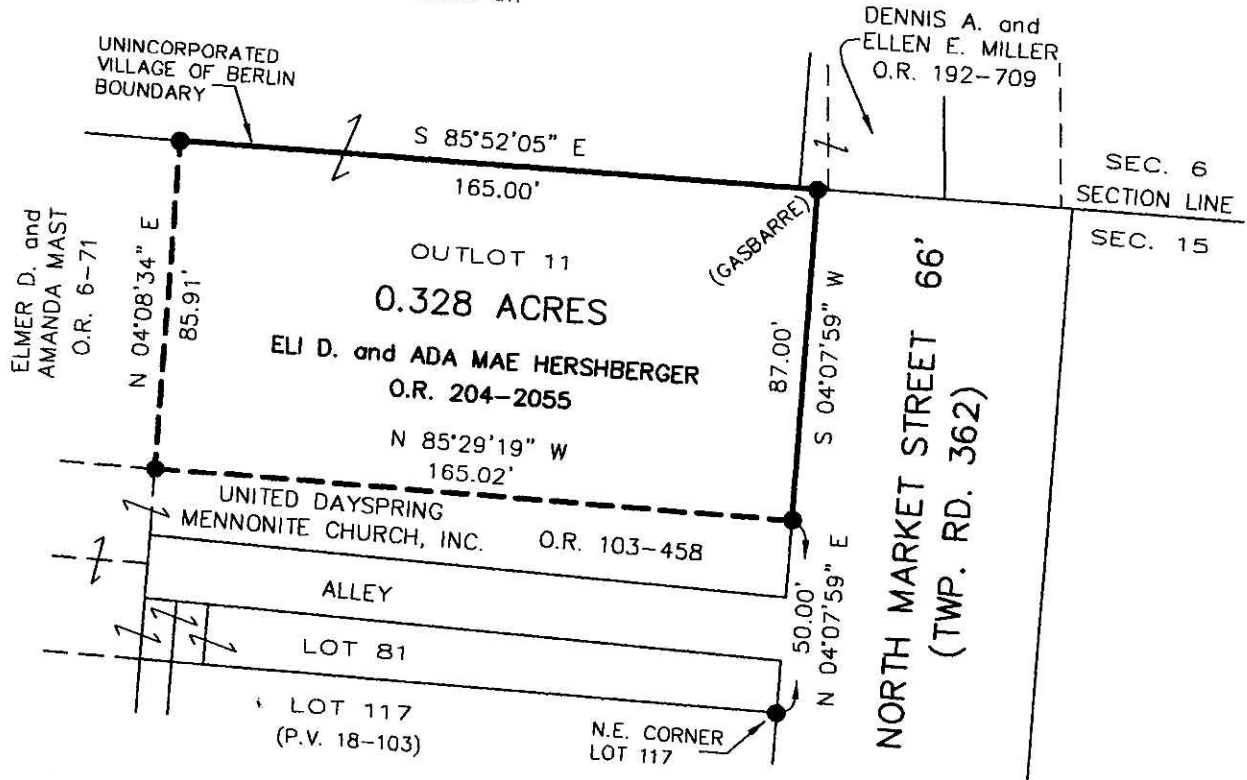 DENNIS A. and
ELLEN E. MILLER
O.R. 192-709
UNINCORPORATED
VILLAGE OF BERLIN
BOUNDARY
S 85°52'05" E
165.00'
SEC. 6
SECTION LINE
SEC. 15
ELMER D. and
AMANDA MAST
O.R. 6-71
N 04°08'34" E
85.91'
OUTLOT 11
0.328 ACRES
ELI D. and ADA MAE HERSHBERGER
O.R. 204-2055
N 85°29'19" W
165.02'
(GASBARRE)
87.00'
S 04°07'59" W
NORTH MARKET STREET 66'
(TWP. RD. 362)
UNITED DAYSPRING
MENNONITE CHURCH, INC. O.R. 103-458
ALLEY
50.00'
N 04°07'59" E
LOT 81
LOT 117
(P.V. 18-103)
N.E. CORNER
LOT 117